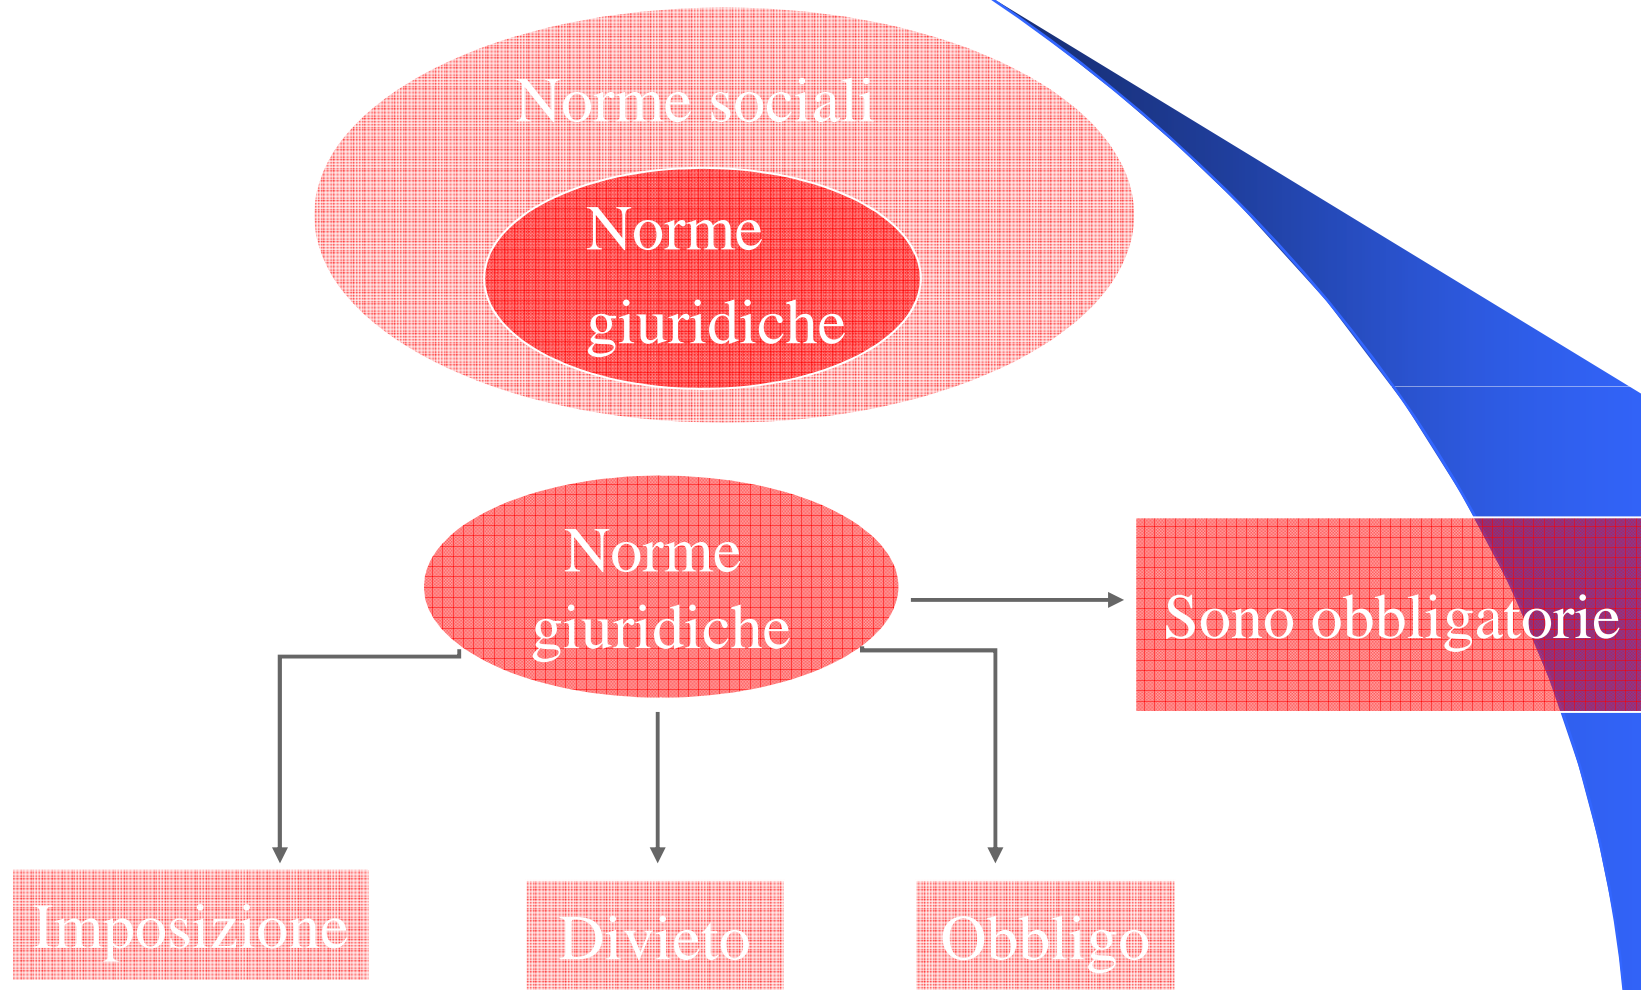 Norme sociali
Norme
giuridiche
Norme
giuridiche
Sono obbligatorie
Imposizione
Divieto
Obbligo